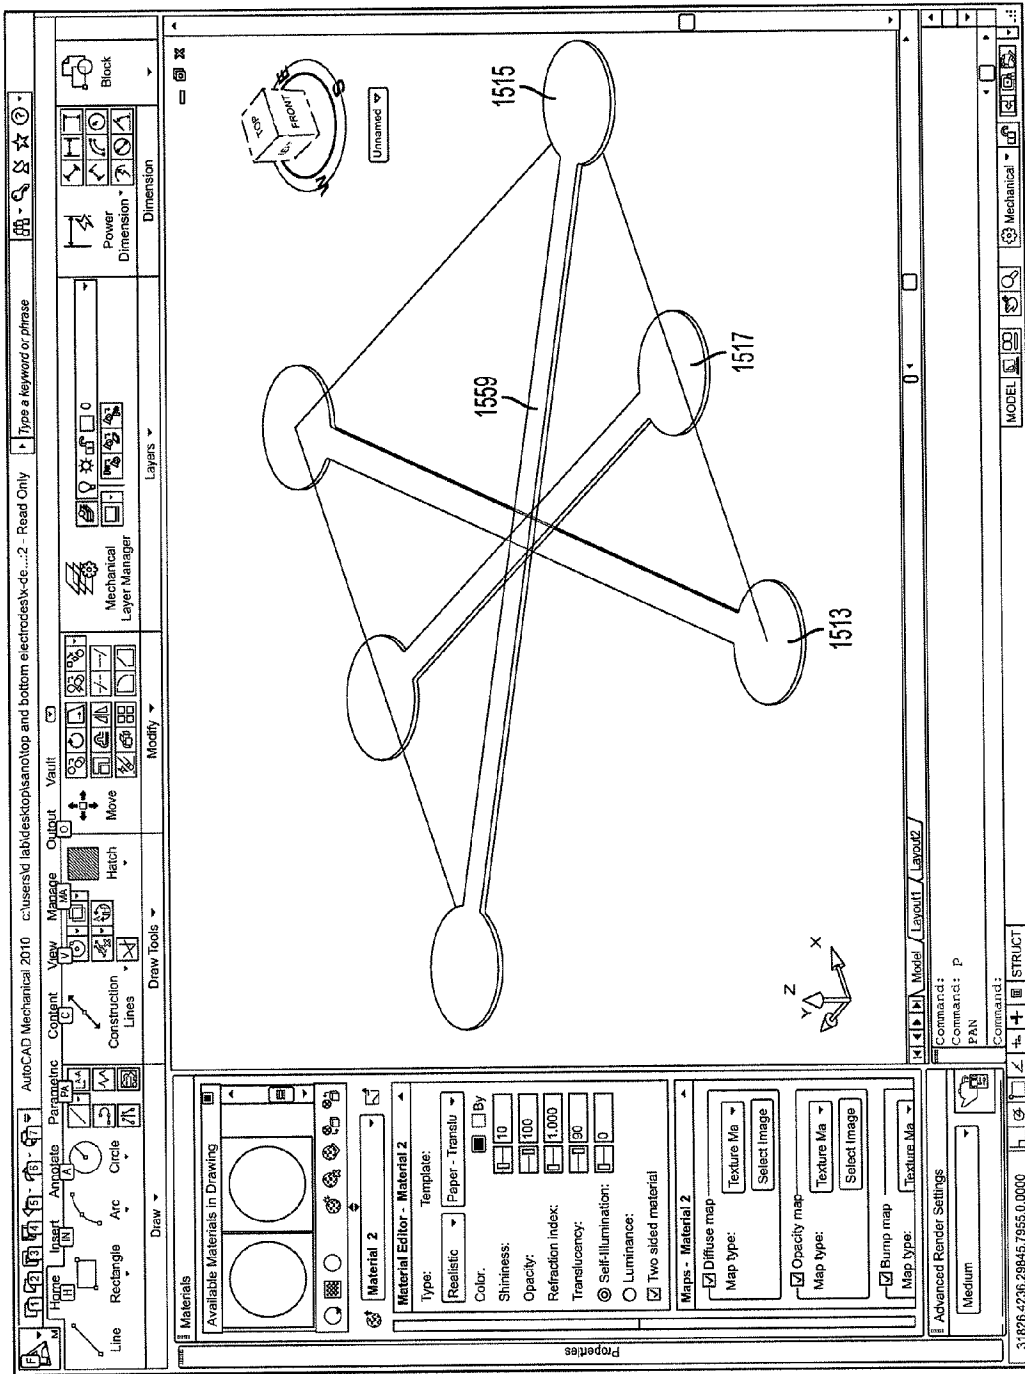 AutoCAD Mechanical 2010 c:\users\d lab\desktop\sano\top and bottom electrodes\x-de...:2 - Read Only
Type a keyword or phrase
Home Insert Annotate Parametric Content View Manage Output Vault
H IN A PA C V MA O
Line Rectangle Arc Circle
Draw
Construction Lines
Hatch
Draw Tools
Move
Modify
Mechanical Layer Manager
0
Layers
Power Dimension
Dimension
Block
Properties
Materials
Available Materials in Drawing
Material 2
Material Editor - Material 2
Type: Template:
Realistic Paper - Translu
Color: By
Shininess: 10
Opacity: 100
Refraction index: 1.000
Translucency: 90
Self-Illumination: 0
Luminance:
Two sided material
Maps - Material 2
Diffuse map
Map type: Texture Ma
Select Image
Opacity map
Map type: Texture Ma
Select Image
Bump map
Map type: Texture Ma
Advanced Render Settings
Medium
TOP
FRONT
W S
Unnamed
1515
1559
1517
1513
Z
Y
X
Model Layout1 Layout2
Command:
Command: P
PAN
Command:
31826.4236,29845.7955,0.0000
STRUCT
MODEL
Mechanical